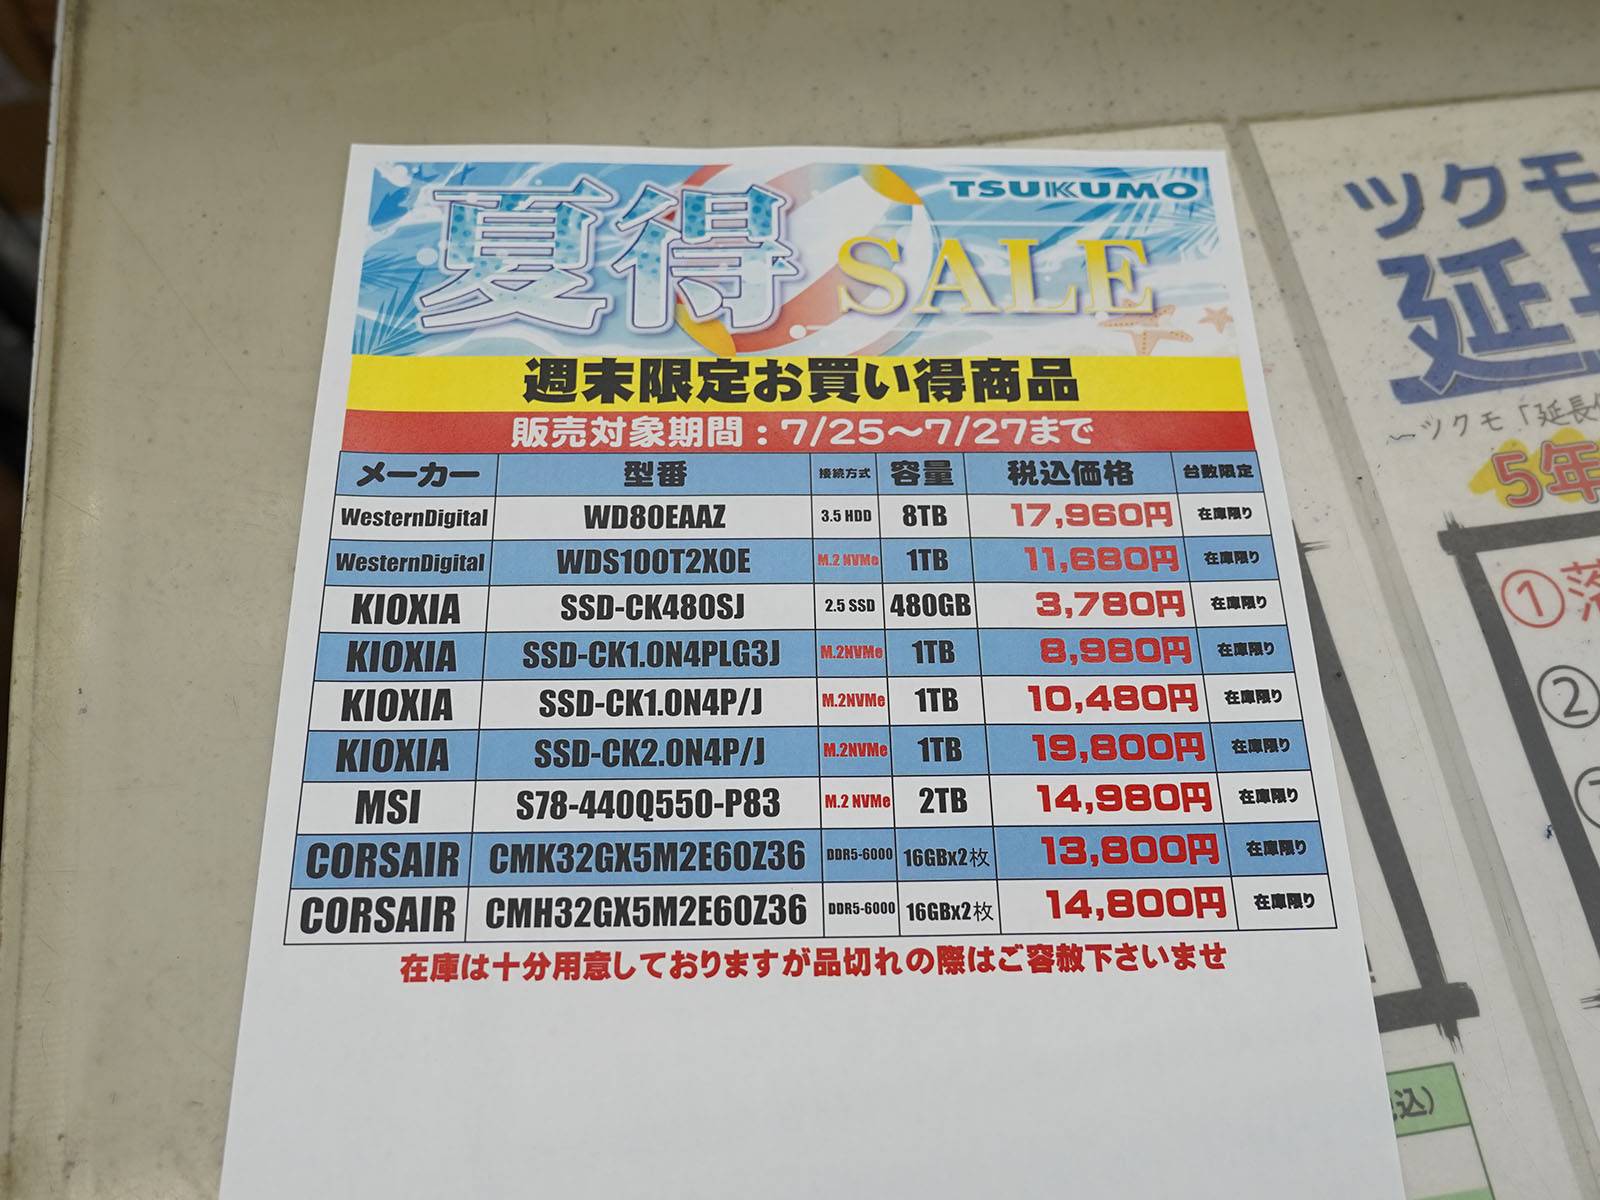 TSUKUMO
夏得 SALE
週末限定お買い得商品
販売対象期間：7/25～7/27まで
メーカー 型番 接続方式 容量 税込価格 台数限定
WesternDigital WD80EAAZ 3.5 HDD 8TB 17,960円 在庫限り
WesternDigital WDS100T2X0E M.2 NVMe 1TB 11,680円 在庫限り
KIOXIA SSD-CK480SJ 2.5 SSD 480GB 3,780円 在庫限り
KIOXIA SSD-CK1.0N4PLG3J M.2NVMe 1TB 8,980円 在庫限り
KIOXIA SSD-CK1.0N4P/J M.2NVMe 1TB 10,480円 在庫限り
KIOXIA SSD-CK2.0N4P/J M.2NVMe 1TB 19,800円 在庫限り
MSI S78-440Q550-P83 M.2 NVMe 2TB 14,980円 在庫限り
CORSAIR CMK32GX5M2E60Z36 DDR5-6000 16GBx2枚 13,800円 在庫限り
CORSAIR CMH32GX5M2E60Z36 DDR5-6000 16GBx2枚 14,800円 在庫限り
在庫は十分用意しておりますが品切れの際はご容赦下さいませ
ツクモ
延長
ツクモ「延長
5年
①落
②
込）